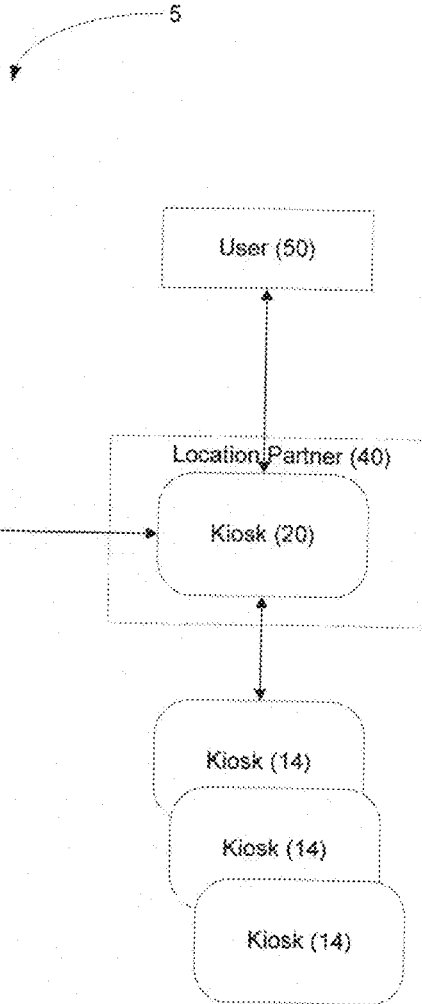 5
User (50)
Location Partner (40)
Kiosk (20)
Kiosk (14)
Kiosk (14)
Kiosk (14)